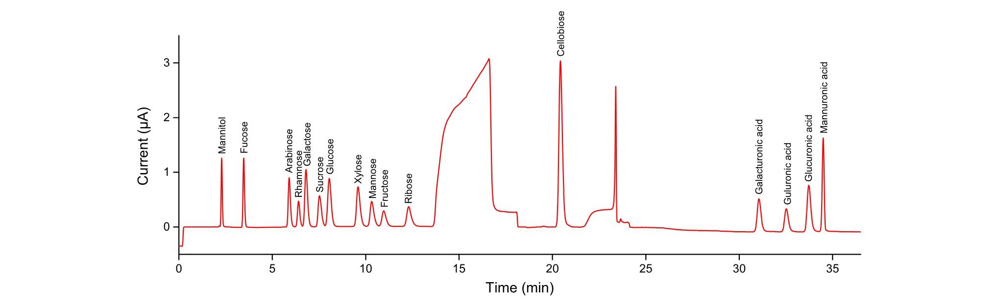 Current (µA)
3
2
1
0
Mannitol
Fucose
Arabinose
Rhamnose
Galactose
Sucrose
Glucose
Xylose
Mannose
Fructose
Ribose
Cellobiose
Galacturonic acid
Guluronic acid
Glucuronic acid
Mannuronic acid
0 5 10 15 20 25 30 35
Time (min)